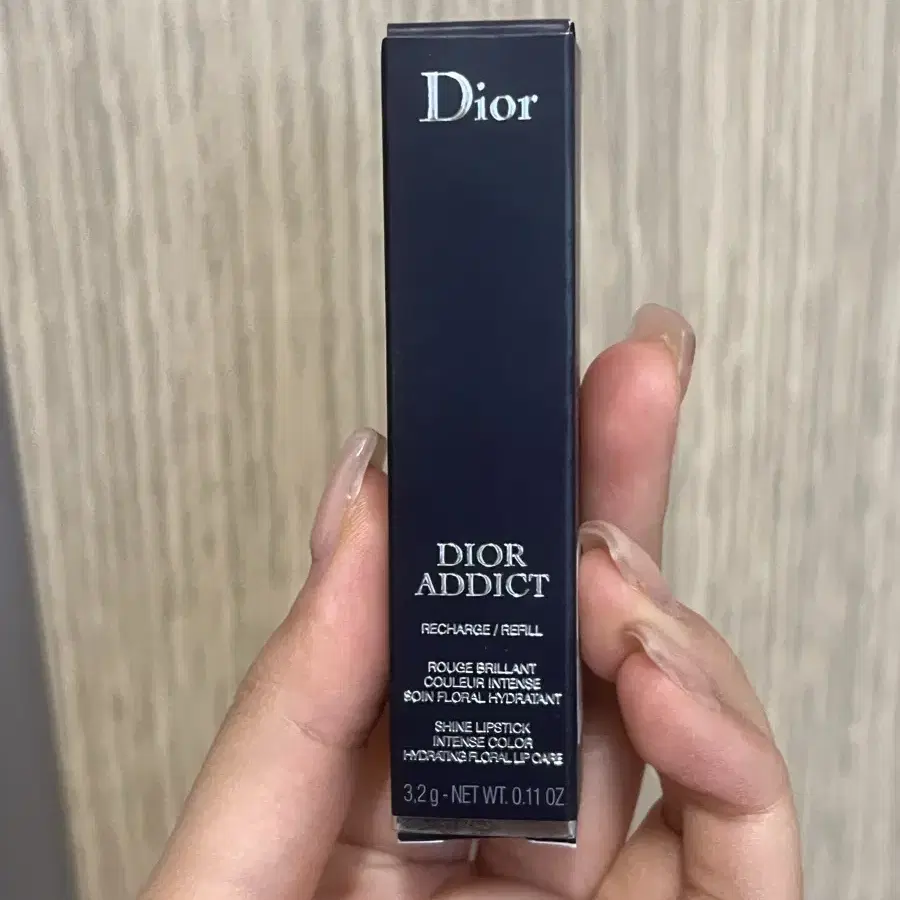 Dior
DIOR
ADDICT
RECHARGE / REFILL
ROUGE BRILLANT
COULEUR INTENSE
SOIN FLORAL HYDRATANT
SHINE LIPSTICK
INTENSE COLOR
HYDRATING FLORAL LIP CARE
3,2 g - NET WT. 0.11 OZ